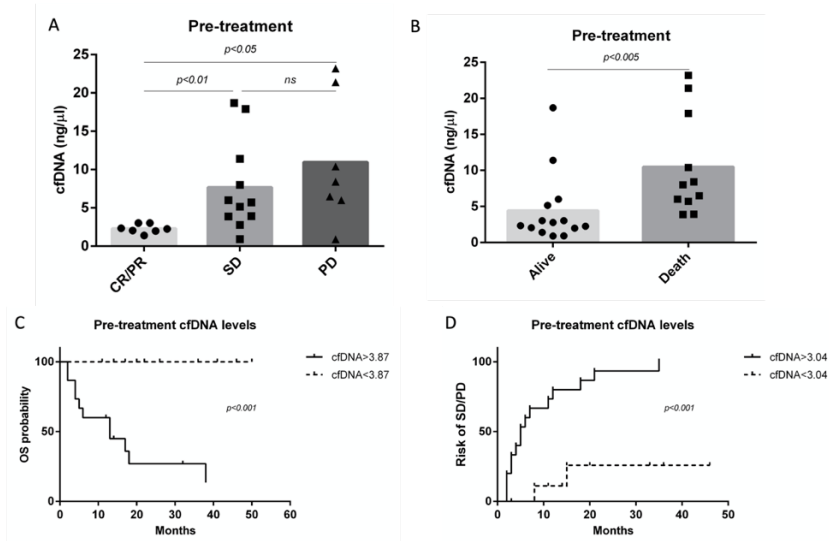 A
Pre-treatment
p<0.05
p<0.01
ns
25
20
15
10
5
0
cfDNA (ng/µl)
CR/PR
SD
PD
B
Pre-treatment
p<0.005
25
20
15
10
5
0
cfDNA (ng/µl)
Alive
Death
C
Pre-treatment cfDNA levels
cfDNA>3.87
cfDNA<3.87
p<0.001
100
50
0
OS probability
0 10 20 30 40 50 60
Months
D
Pre-treatment cfDNA levels
cfDNA>3.04
cfDNA<3.04
p<0.001
100
50
0
Risk of SD/PD
0 10 20 30 40 50
Months